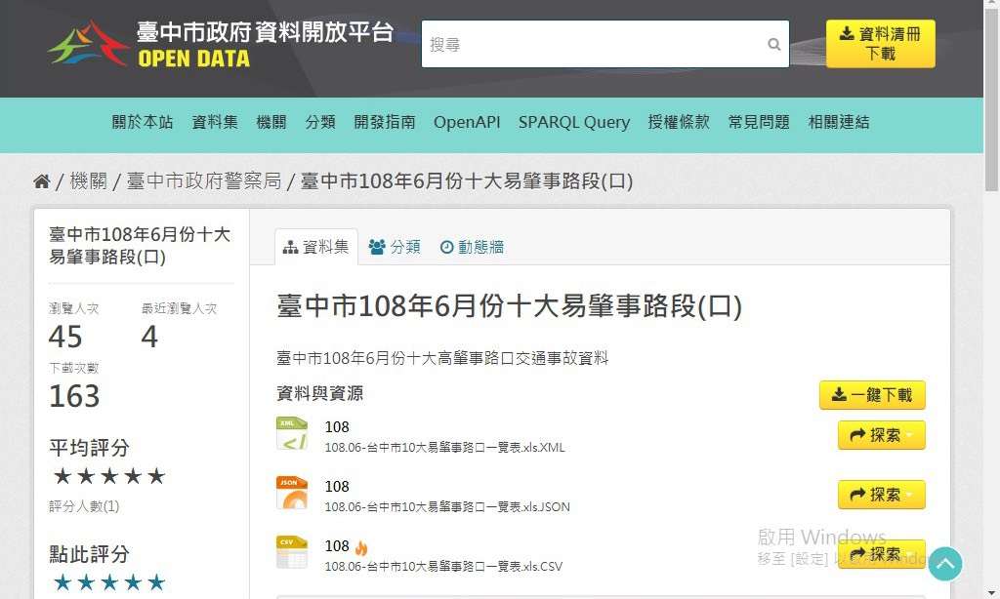 臺中市政府資料開放平台
OPEN DATA
搜尋
資料清冊
下載
關於本站 資料集 機關 分類 開發指南 OpenAPI SPARQL Query 授權條款 常見問題 相關連結
/ 機關 / 臺中市政府警察局 / 臺中市108年6月份十大易肇事路段(口)
臺中市108年6月份十大
易肇事路段(口)
瀏覽人次 最近瀏覽人次
45 4
下載次數
163
平均評分
評分人數(1)
點此評分
資料集 分類 動態牆
臺中市108年6月份十大易肇事路段(口)
臺中市108年6月份十大高肇事路口交通事故資料
資料與資源
一鍵下載
XML
108
108.06-台中市10大易肇事路口一覽表.xls.XML
探索
JSON
108
108.06-台中市10大易肇事路口一覽表.xls.JSON
探索
CSV
108
108.06-台中市10大易肇事路口一覽表.xls.CSV
探索
啟用 Windows
移至 [設定] 以啟用 Windows